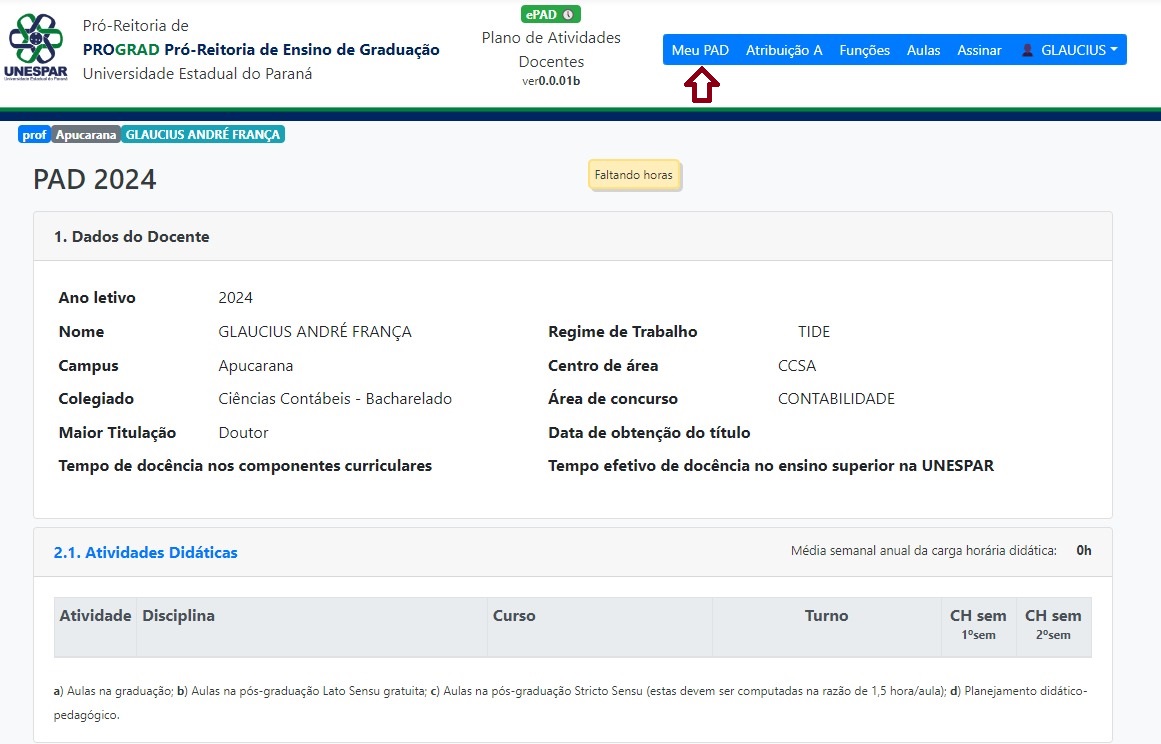 UNESPAR
Universidade Estadual do Paraná
Pró-Reitoria de
PROGRAD Pró-Reitoria de Ensino de Graduação
Universidade Estadual do Paraná
ePAD
Plano de Atividades
Docentes
ver0.0.01b
Meu PAD Atribuição A Funções Aulas Assinar GLAUCIUS
prof Apucarana GLAUCIUS ANDRÉ FRANÇA
PAD 2024
Faltando horas
1. Dados do Docente
Ano letivo 2024
Nome GLAUCIUS ANDRÉ FRANÇA Regime de Trabalho TIDE
Campus Apucarana Centro de área CCSA
Colegiado Ciências Contábeis - Bacharelado Área de concurso CONTABILIDADE
Maior Titulação Doutor Data de obtenção do título
Tempo de docência nos componentes curriculares Tempo efetivo de docência no ensino superior na UNESPAR
2.1. Atividades Didáticas Média semanal anual da carga horária didática: 0h
Atividade Disciplina Curso Turno CH sem CH sem
1ºsem 2ºsem
a) Aulas na graduação; b) Aulas na pós-graduação Lato Sensu gratuita; c) Aulas na pós-graduação Stricto Sensu (estas devem ser computadas na razão de 1,5 hora/aula); d) Planejamento didático-
pedagógico.